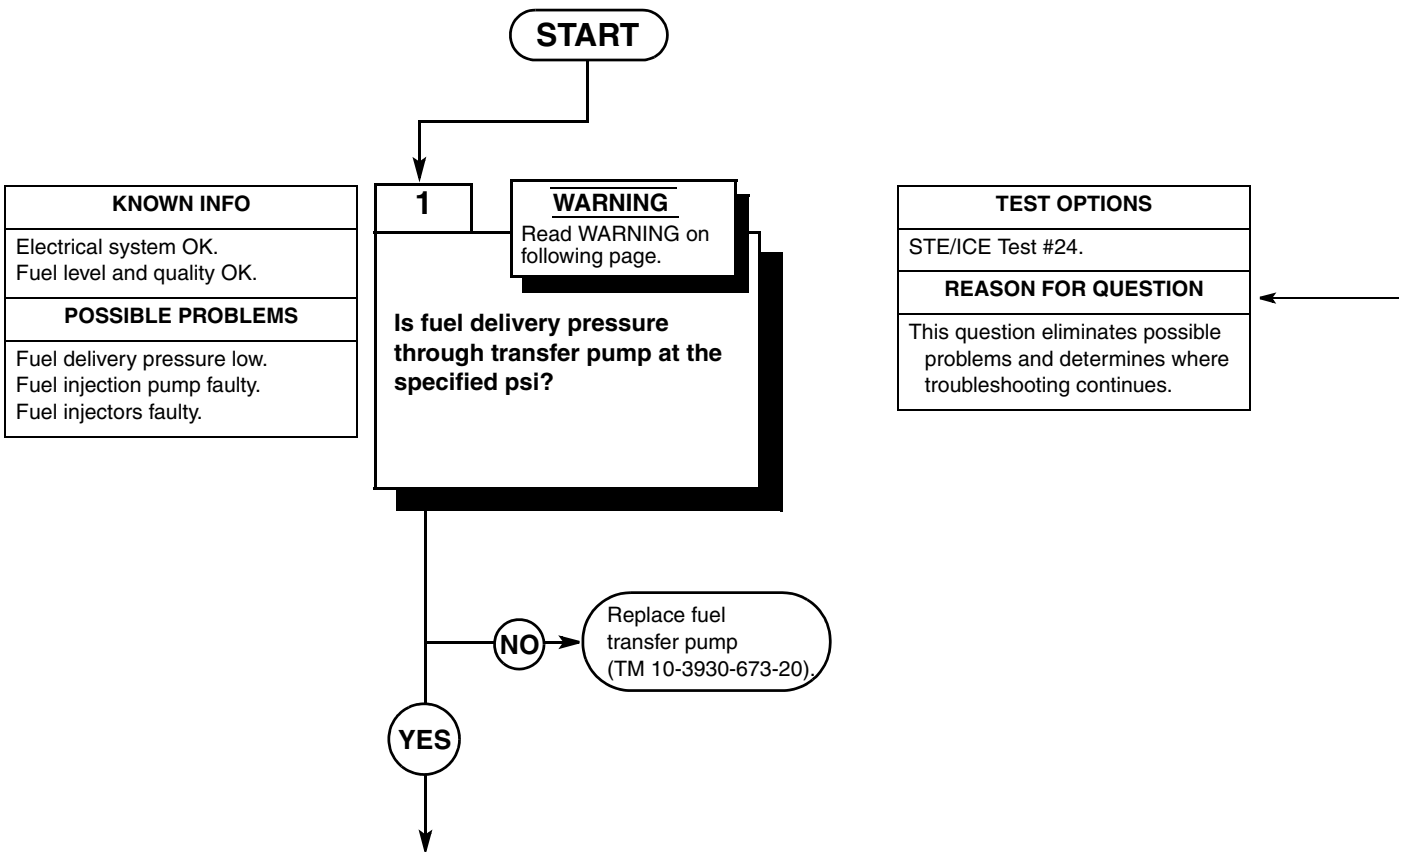 START
KNOWN INFO
Electrical system OK.
Fuel level and quality OK.
POSSIBLE PROBLEMS
Fuel delivery pressure low.
Fuel injection pump faulty.
Fuel injectors faulty.
1
WARNING
Read WARNING on
following page.
Is fuel delivery pressure
through transfer pump at the
specified psi?
TEST OPTIONS
STE/ICE Test #24.
REASON FOR QUESTION
This question eliminates possible
problems and determines where
troubleshooting continues.
NO
Replace fuel
transfer pump
(TM 10-3930-673-20).
YES